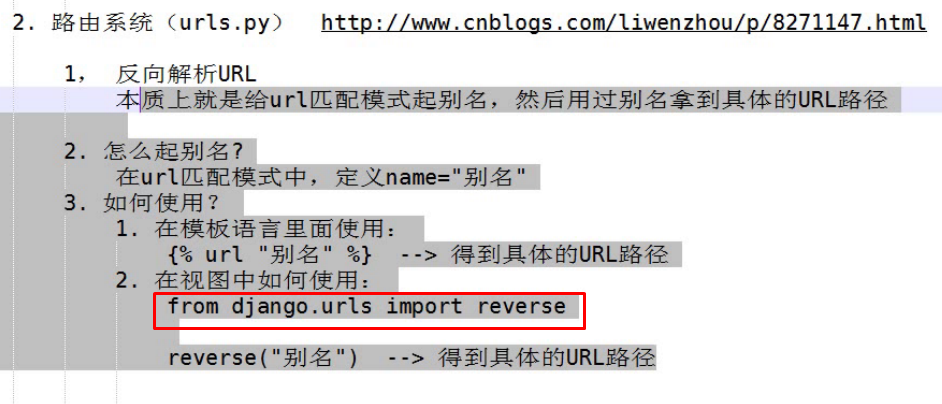 2. 路由系统（urls.py） http://www.cnblogs.com/liwenzhou/p/8271147.html
1， 反向解析URL
本质上就是给url匹配模式起别名，然后用过别名拿到具体的URL路径
2. 怎么起别名?
在url匹配模式中，定义name="别名"
3. 如何使用？
1. 在模板语言里面使用：
{% url "别名" %} --> 得到具体的URL路径
2. 在视图中如何使用：
from django.urls import reverse
reverse("别名") --> 得到具体的URL路径